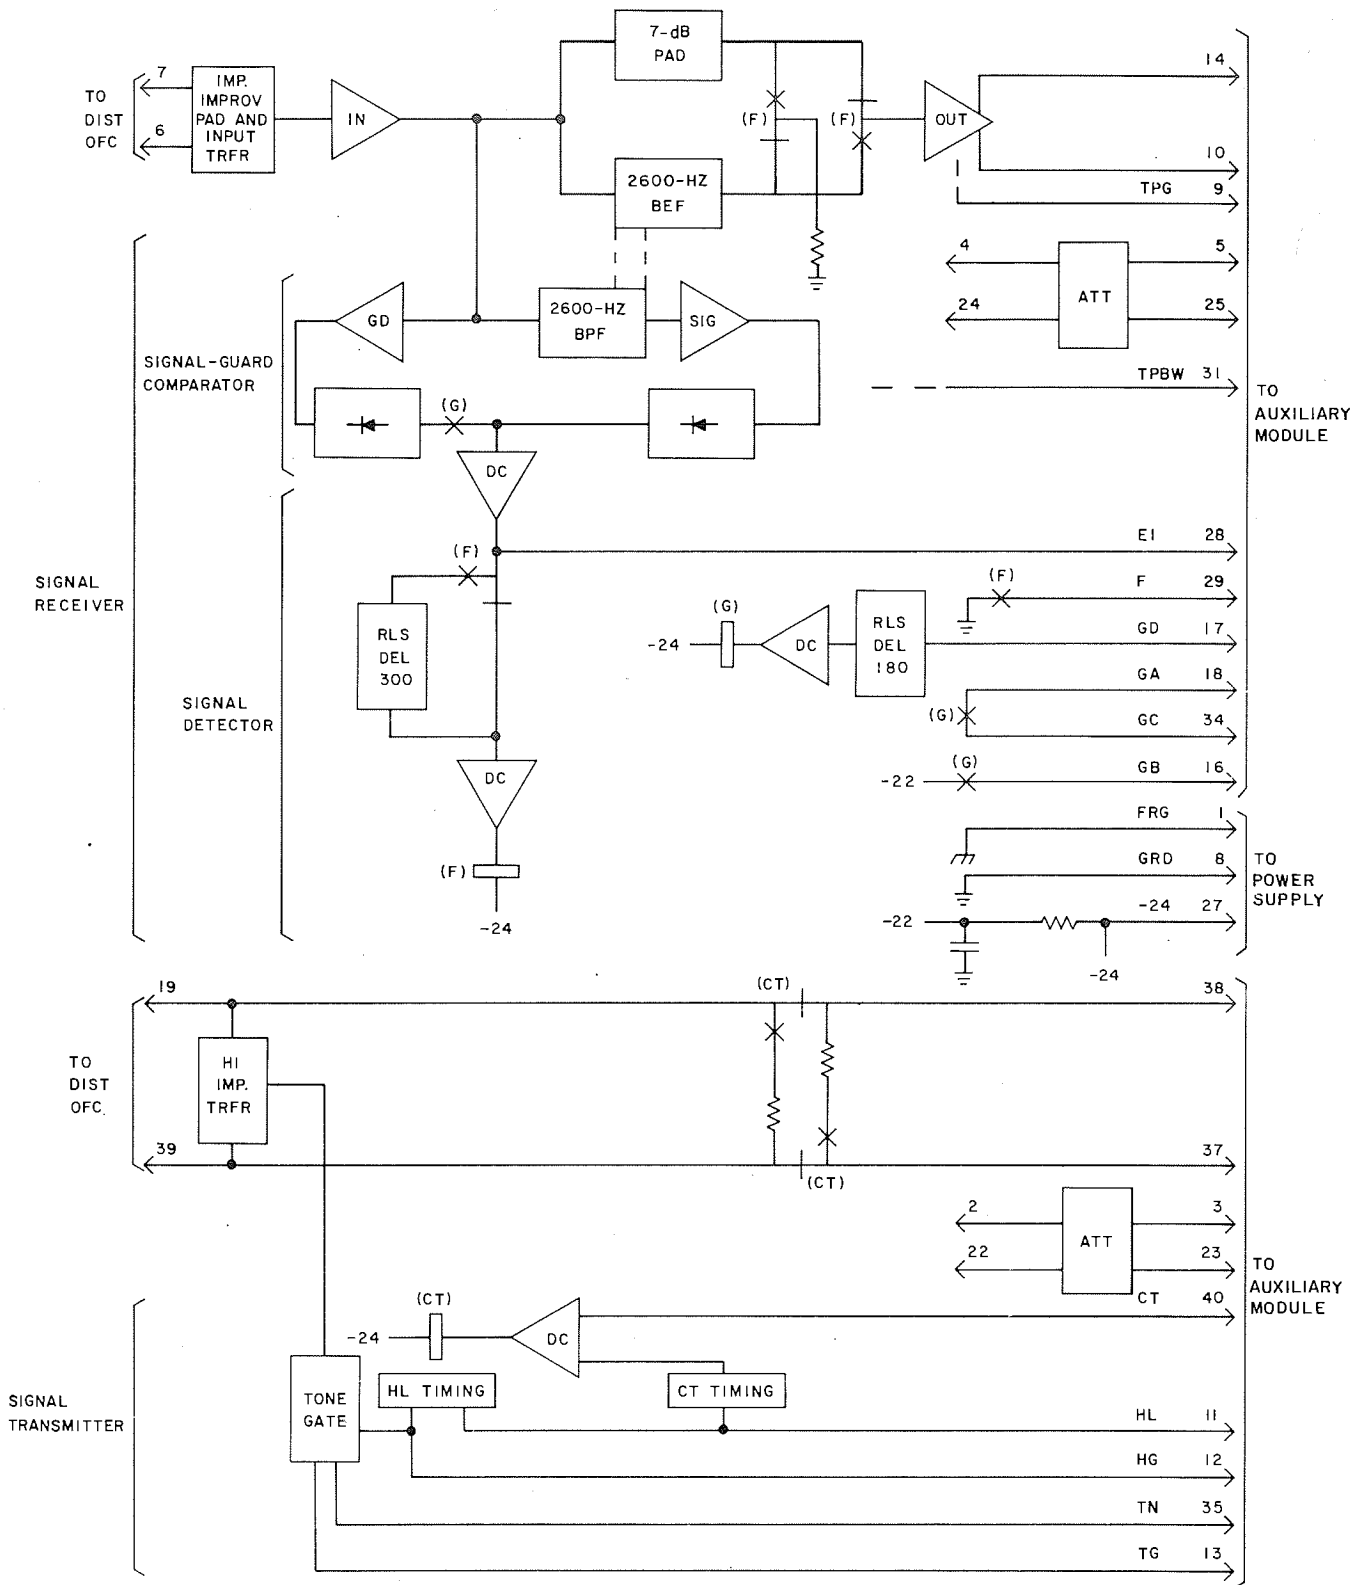 7-dB
PAD
14
7
IMP.
IMPROV
PAD AND
INPUT
TRFR
TO
DIST
OFC
6
IN
(F)
(F)
OUT
10
2600-HZ
BEF
TPG 9
4
5
ATT
24
25
GD
2600-HZ
BPF
SIG
SIGNAL-GUARD
COMPARATOR
TPBW 31
TO
AUXILIARY
MODULE
(G)
DC
EI 28
(F)
(F)
F 29
SIGNAL
RECEIVER
RLS
DEL
300
(G)
-24
DC
RLS
DEL
180
GD 17
GA 18
SIGNAL
DETECTOR
(G)
GC 34
DC
(G)
-22
GB 16
FRG 1
(F)
GRD 8
TO
POWER
SUPPLY
-24
-22
-24 27
-24
19
(CT)
38
TO
DIST
OFC
HI
IMP.
TRFR
39
37
(CT)
2
3
ATT
22
23
TO
AUXILIARY
MODULE
(CT)
CT 40
-24
DC
HL TIMING
CT TIMING
SIGNAL
TRANSMITTER
TONE
GATE
HL 11
HG 12
TN 35
TG 13